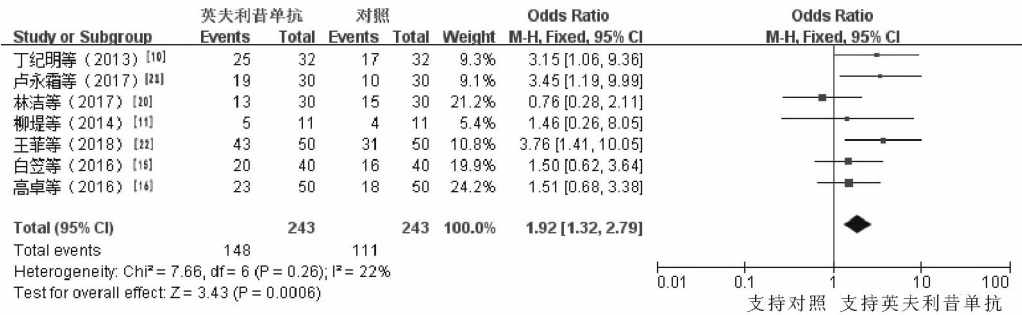 英夫利昔单抗 对照 Odds Ratio Odds Ratio
Study or Subgroup Events Total Events Total Weight M-H, Fixed, 95% CI M-H, Fixed, 95% CI
丁纪明等（2013）[10] 25 32 17 32 9.3% 3.15 [1.06, 9.36]
卢永霜等（2017）[21] 19 30 10 30 9.1% 3.45 [1.19, 9.99]
林洁等（2017）[20] 13 30 15 30 21.2% 0.76 [0.28, 2.11]
柳堤等（2014）[11] 5 11 4 11 5.4% 1.46 [0.26, 8.05]
王菲等（2018）[22] 43 50 31 50 10.8% 3.76 [1.41, 10.05]
白笠等（2016）[15] 20 40 16 40 19.9% 1.50 [0.62, 3.64]
高卓等（2016）[16] 23 50 18 50 24.2% 1.51 [0.68, 3.38]
Total (95% CI) 243 243 100.0% 1.92 [1.32, 2.79]
Total events 148 111
Heterogeneity: Chi² = 7.66, df = 6 (P = 0.26); I² = 22%
Test for overall effect: Z = 3.43 (P = 0.0006)
0.01 0.1 1 10 100
支持对照 支持英夫利昔单抗